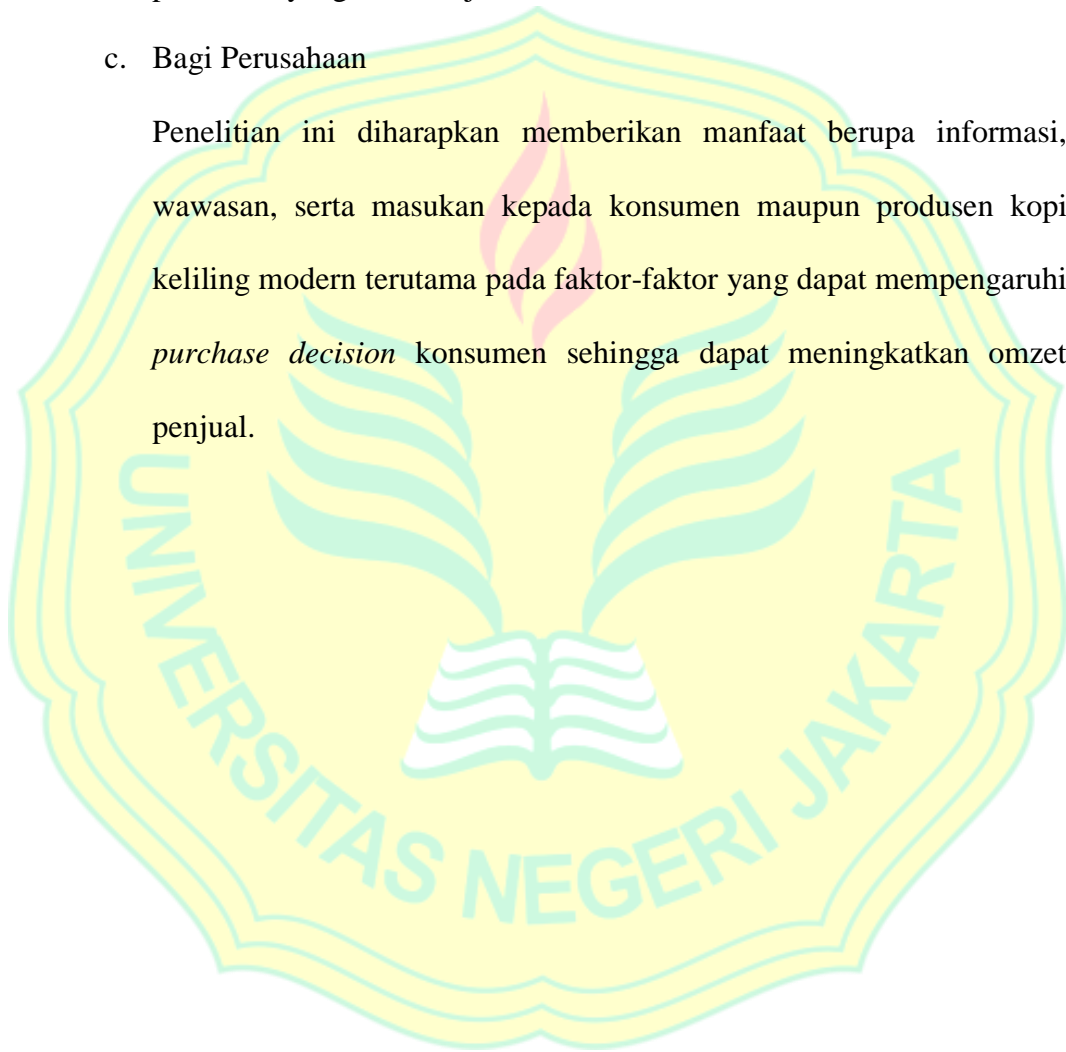 c. Bagi Perusahaan
Penelitian ini diharapkan memberikan manfaat berupa informasi,
wawasan, serta masukan kepada konsumen maupun produsen kopi
keliling modern terutama pada faktor-faktor yang dapat mempengaruhi
purchase decision konsumen sehingga dapat meningkatkan omzet
penjual.
UNIVERSITAS NEGERI JAKARTA